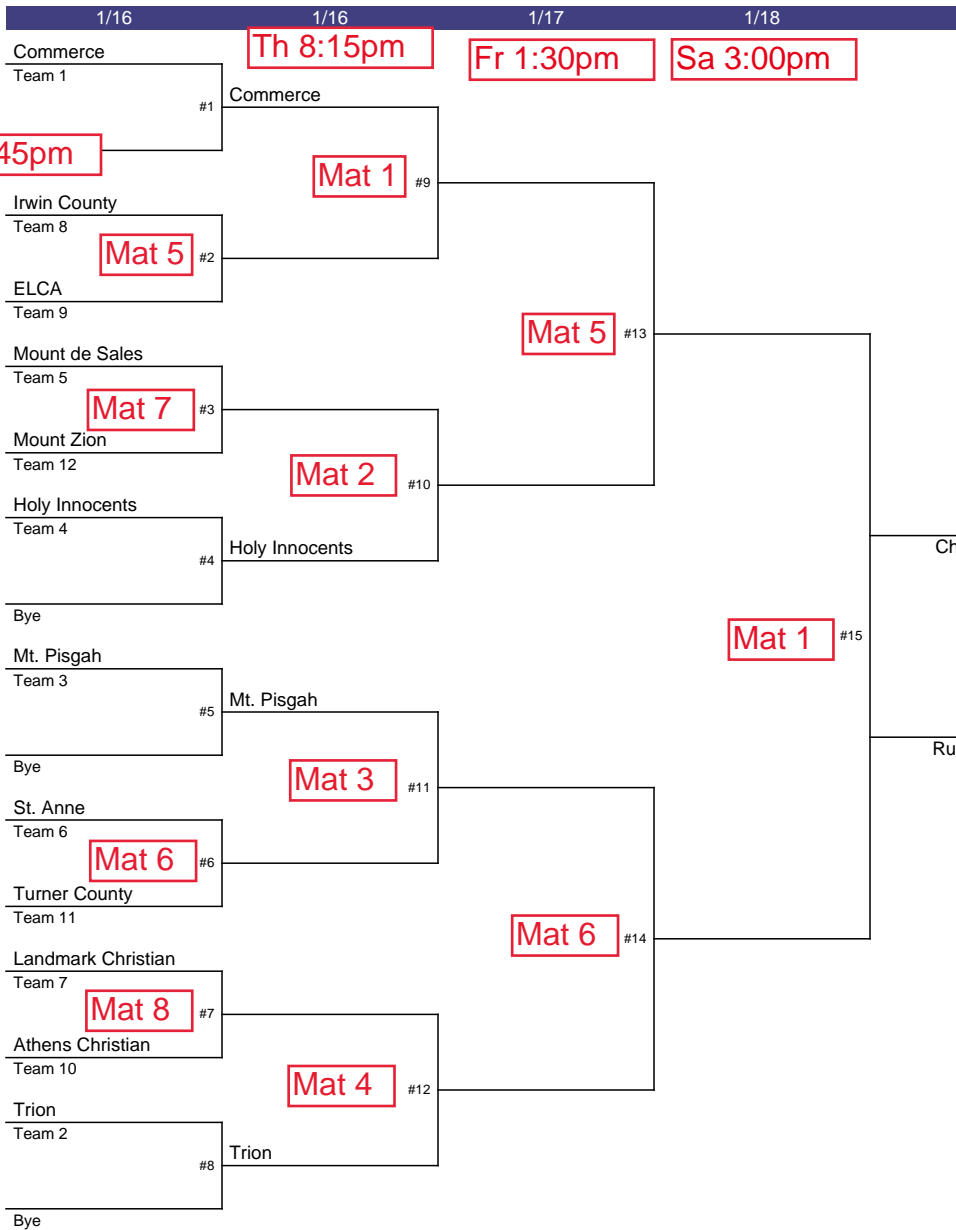 1/16 1/16 1/17 1/18
Th 8:15pm Fr 1:30pm Sa 3:00pm
Commerce
Team 1
#1 Commerce
45pm
Mat 1 #9
Irwin County
Team 8
Mat 5 #2
ELCA
Team 9
Mat 5 #13
Mount de Sales
Team 5
Mat 7 #3
Mount Zion
Team 12
Mat 2 #10
Holy Innocents
Team 4
#4 Holy Innocents
Ch
Bye
Mat 1 #15
Mt. Pisgah
Team 3
#5 Mt. Pisgah
Ru
Bye
Mat 3 #11
St. Anne
Team 6
Mat 6 #6
Turner County
Team 11
Mat 6 #14
Landmark Christian
Team 7
Mat 8 #7
Athens Christian
Team 10
Mat 4 #12
Trion
Team 2
#8 Trion
Bye